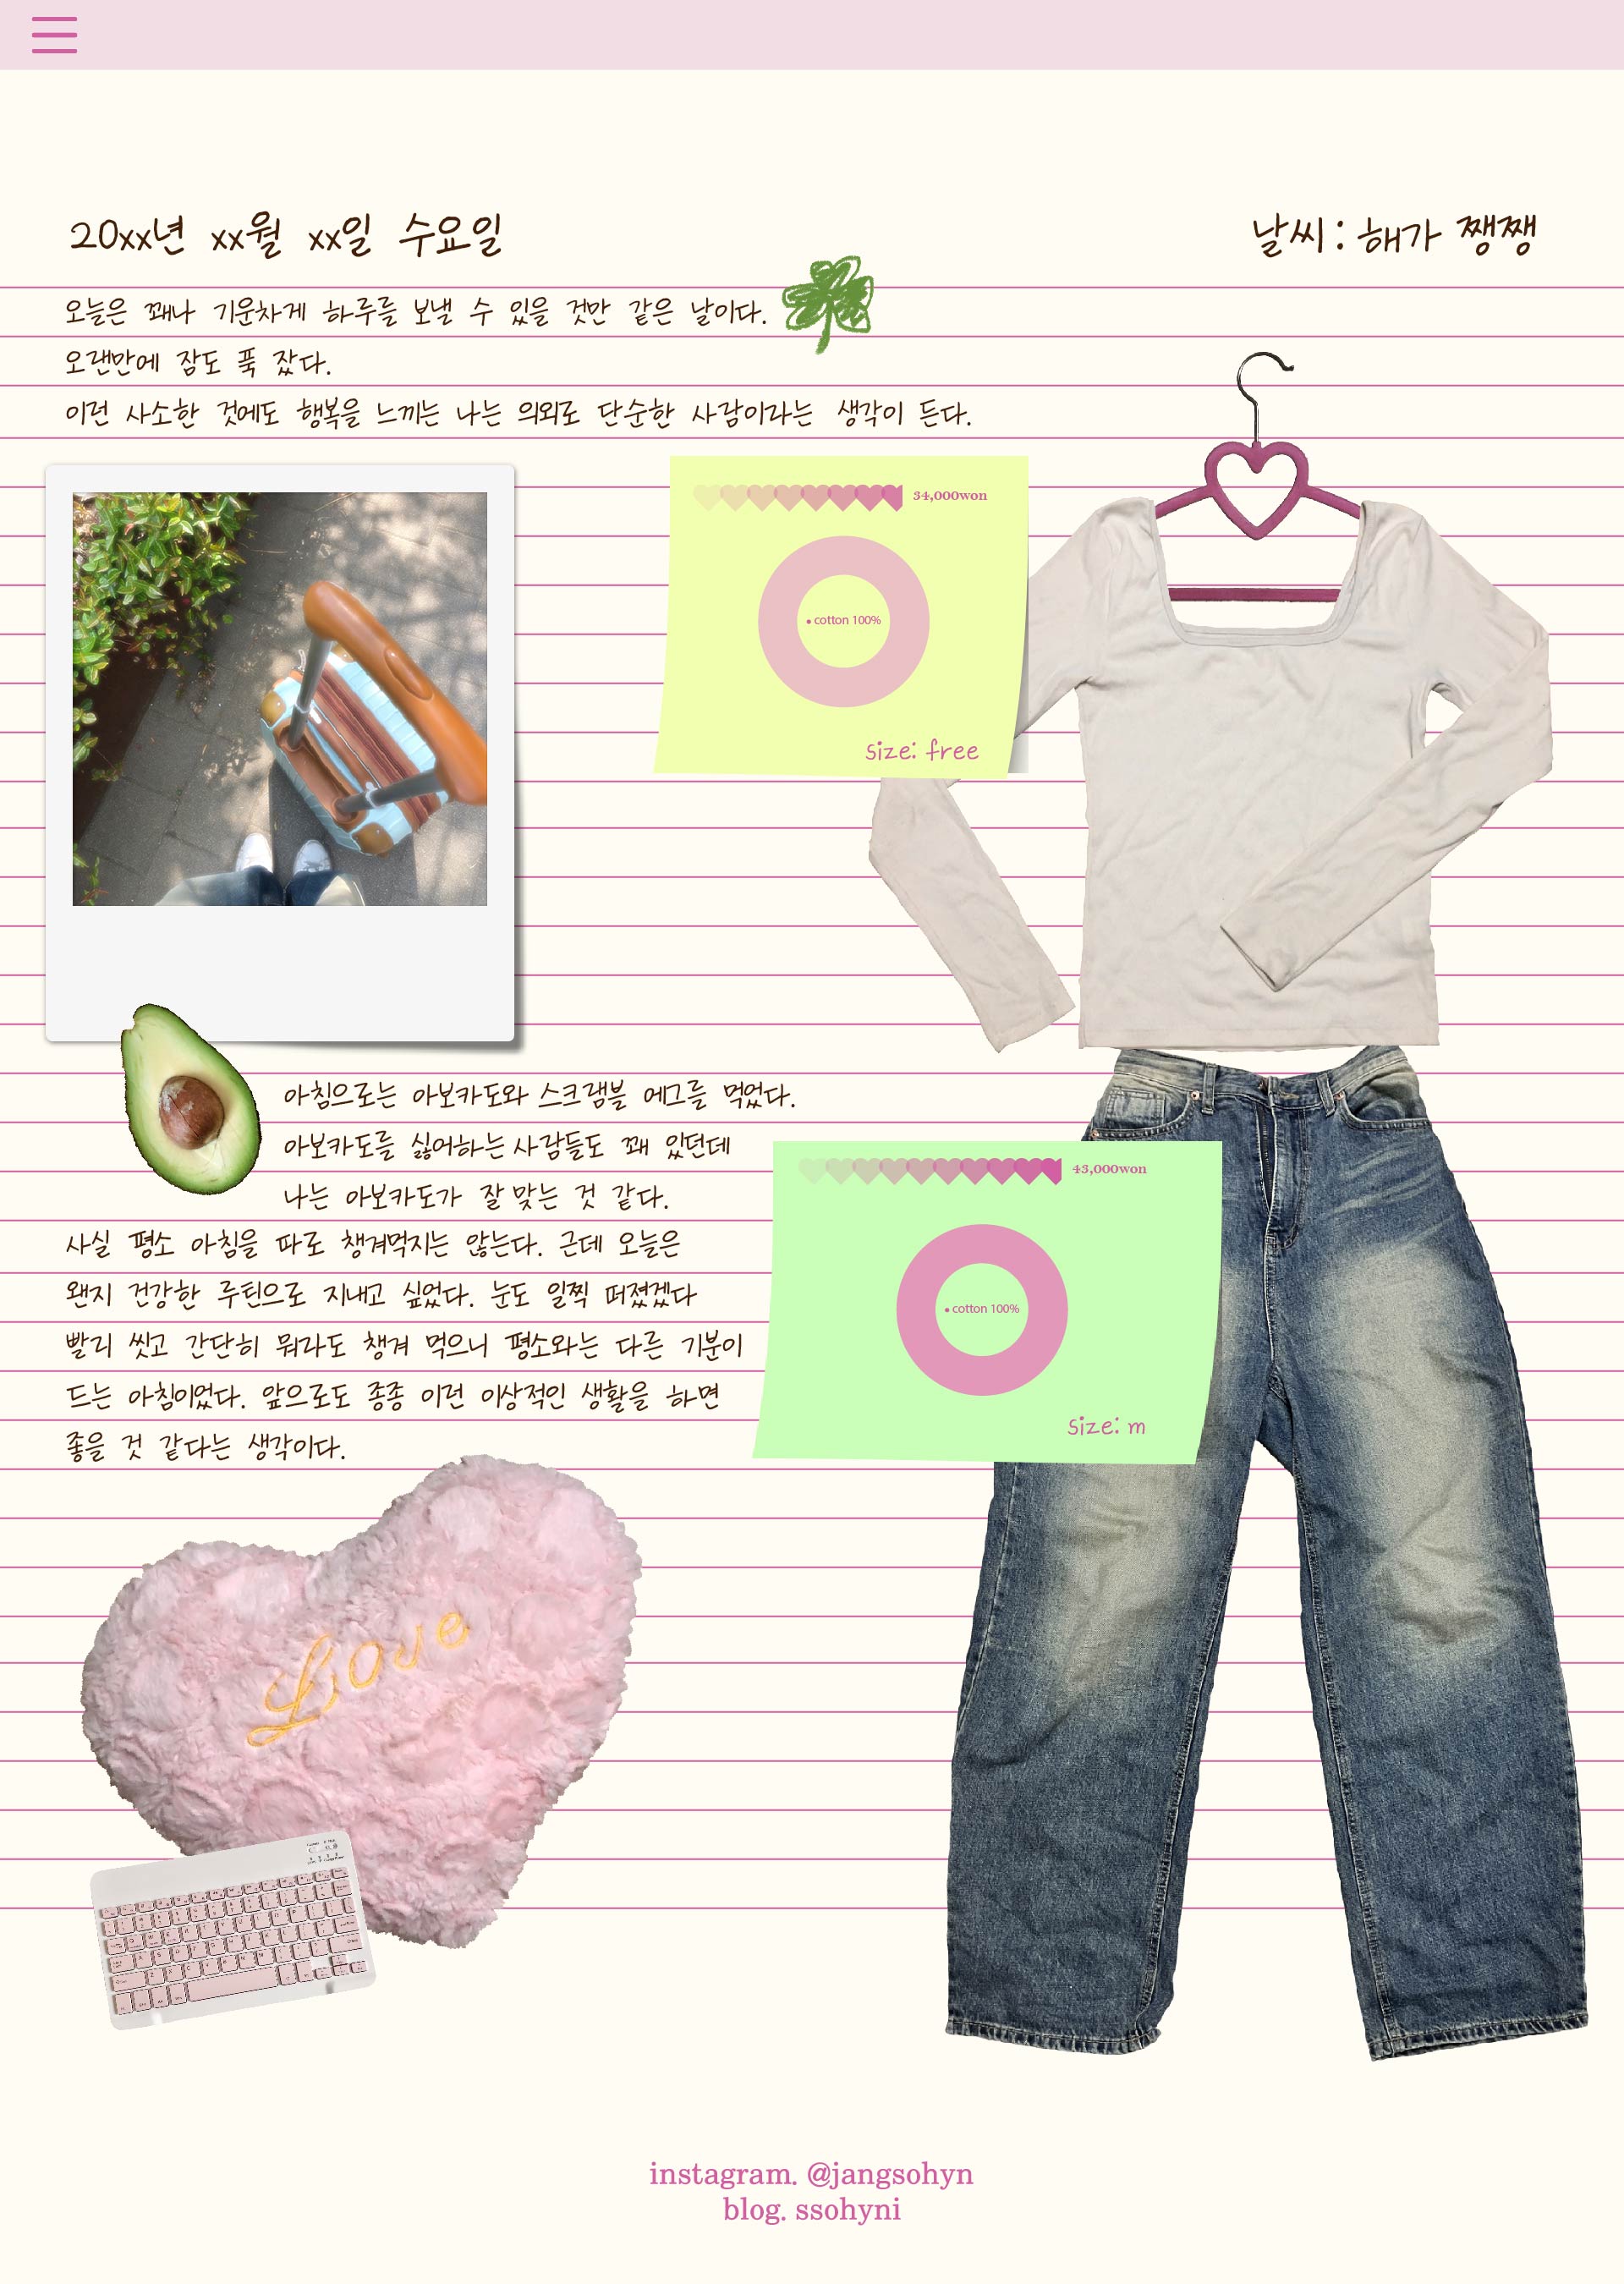 20xx년 xx월 xx일 수요일
날씨 : 해가 쨍쨍
오늘은 꽤나 기운차게 하루를 보낼 수 있을 것만 같은 날이다.
오랜만에 잠도 푹 잤다.
이런 사소한 것에도 행복을 느끼는 나는 의외로 단순한 사람이라는 생각이 든다.
34,000won
• cotton 100%
size: free
아침으로는 아보카도와 스크램블 에그를 먹었다.
아보카도를 싫어하는 사람들도 꽤 있던데
나는 아보카도가 잘 맞는 것 같다.
사실 평소 아침을 따로 챙겨먹지는 않는다. 근데 오늘은
왠지 건강한 루틴으로 지내고 싶었다. 눈도 일찍 떠졌겠다
빨리 씻고 간단히 뭐라도 챙겨 먹으니 평소와는 다른 기분이
드는 아침이었다. 앞으로도 종종 이런 이상적인 생활을 하면
좋을 것 같다는 생각이다.
43,000won
• cotton 100%
size: m
Love
instagram. @jangsohyn
blog. ssohyni